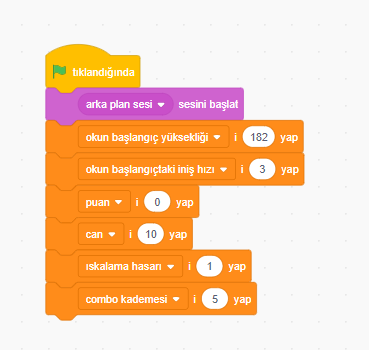 tıklandığında
arka plan sesi sesini başlat
okun başlangıç yüksekliği i 182 yap
okun başlangıçtaki iniş hızı i 3 yap
puan i 0 yap
can i 10 yap
ıskalama hasarı i 1 yap
combo kademesi i 5 yap